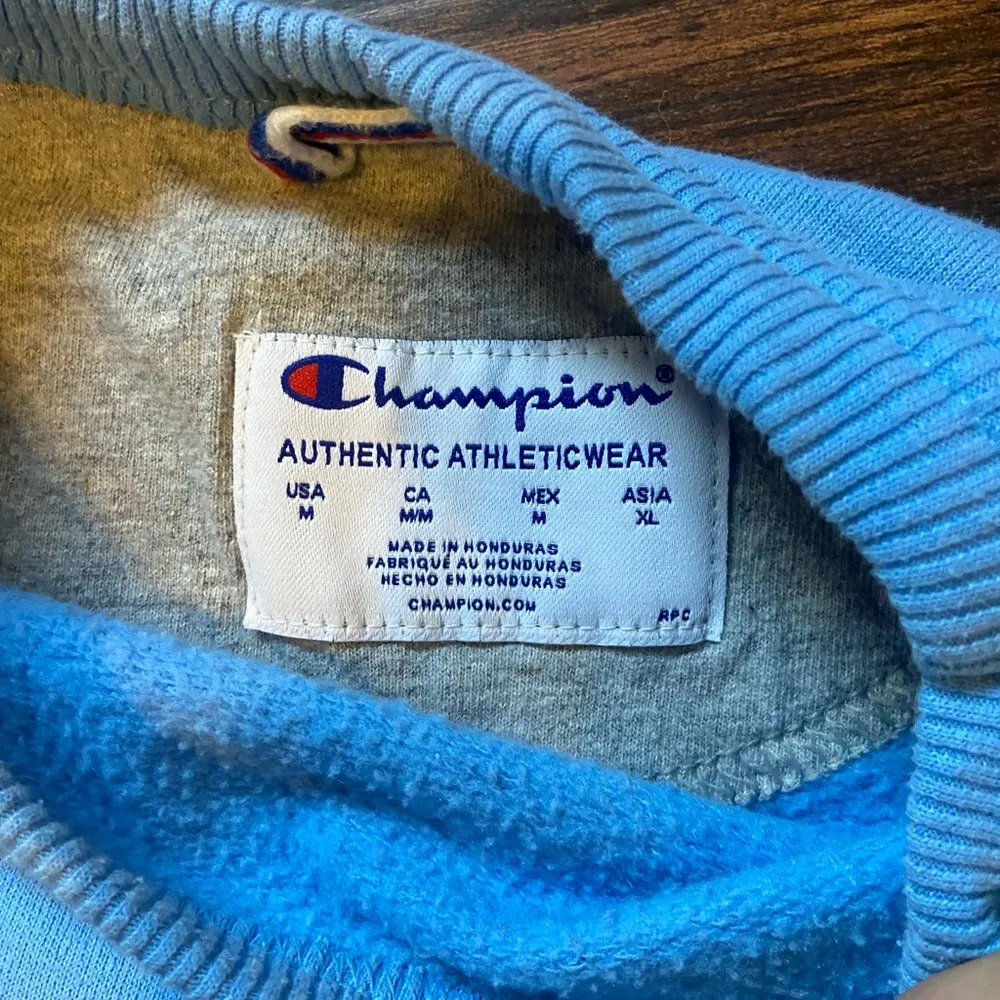 Champion®
AUTHENTIC ATHLETICWEAR
USA CA MEX ASIA
M M/M M XL
MADE IN HONDURAS
FABRIQUÉ AU HONDURAS
HECHO EN HONDURAS
CHAMPION.COM
RPC